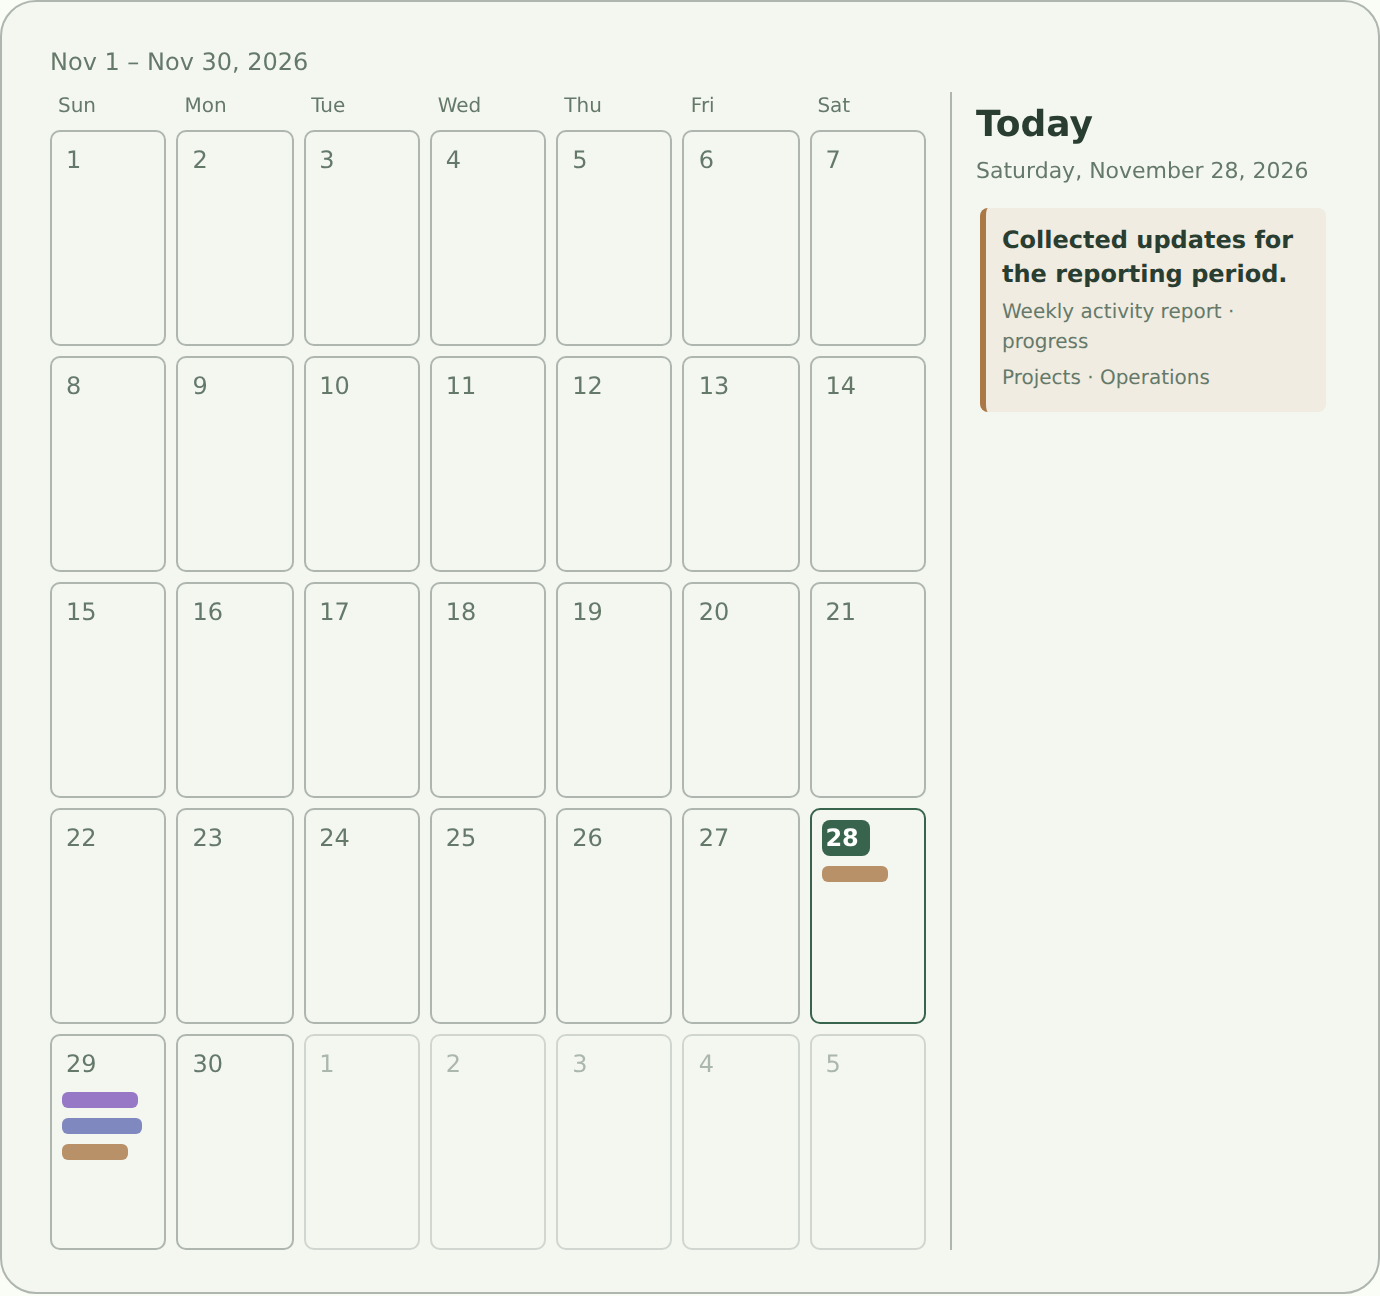 Nov 1 – Nov 30, 2026
Sun Mon Tue Wed Thu Fri Sat
1 2 3 4 5 6 7
8 9 10 11 12 13 14
15 16 17 18 19 20 21
22 23 24 25 26 27 28
29 30 1 2 3 4 5
Today
Saturday, November 28, 2026
Collected updates for
the reporting period.
Weekly activity report ·
progress
Projects · Operations